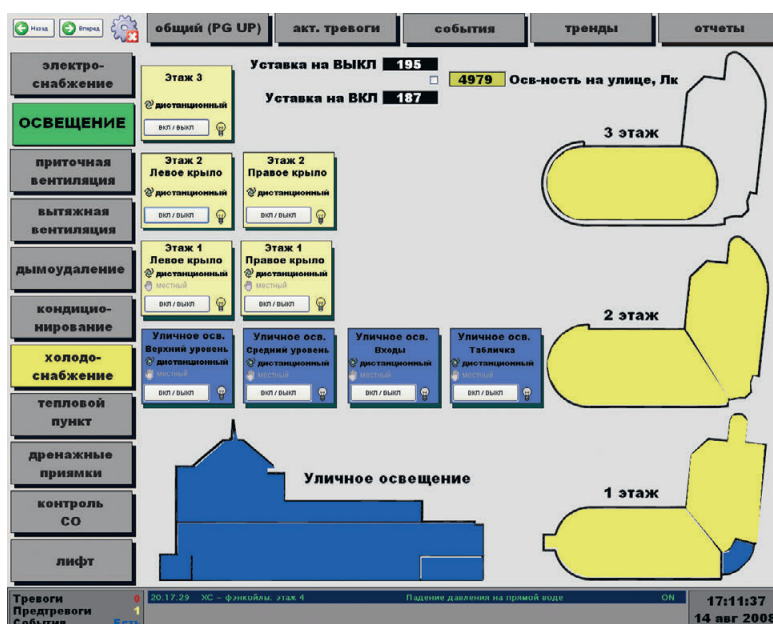 Назад
Вперед
общий (PG UP)
акт. тревоги
события
тренды
отчеты
электро-
снабжение
ОСВЕЩЕНИЕ
приточная
вентиляция
вытяжная
вентиляция
дымоудаление
кондицио-
нирование
холодо-
снабжение
тепловой
пункт
дренажные
приямки
контроль
CO
лифт
Уставка на ВЫКЛ 195
4979 Осв-ность на улице, Лк
Уставка на ВКЛ 187
Этаж 3
дистанционный
ВКЛ / ВЫКЛ
Этаж 2
Левое крыло
дистанционный
ВКЛ / ВЫКЛ
Этаж 2
Правое крыло
дистанционный
ВКЛ / ВЫКЛ
Этаж 1
Левое крыло
дистанционный
местный
ВКЛ / ВЫКЛ
Этаж 1
Правое крыло
дистанционный
местный
ВКЛ / ВЫКЛ
Уличное осв.
Верхний уровень
дистанционный
местный
ВКЛ / ВЫКЛ
Уличное осв.
Средний уровень
дистанционный
местный
ВКЛ / ВЫКЛ
Уличное осв.
Входы
дистанционный
местный
ВКЛ / ВЫКЛ
Уличное осв.
Табличка
дистанционный
местный
ВКЛ / ВЫКЛ
3 этаж
2 этаж
1 этаж
Уличное освещение
Тревоги 0
Предтревоги 1
События Есть
20:17:29 ХС - фэнкойлы. этаж 4 Падение давления на прямой воде ON
17:11:37
14 авг 2008